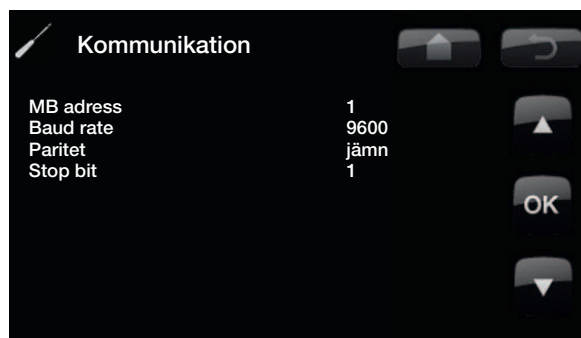 Kommunikation
MB adress 1
Baud rate 9600
Paritet jämn
Stop bit 1
OK